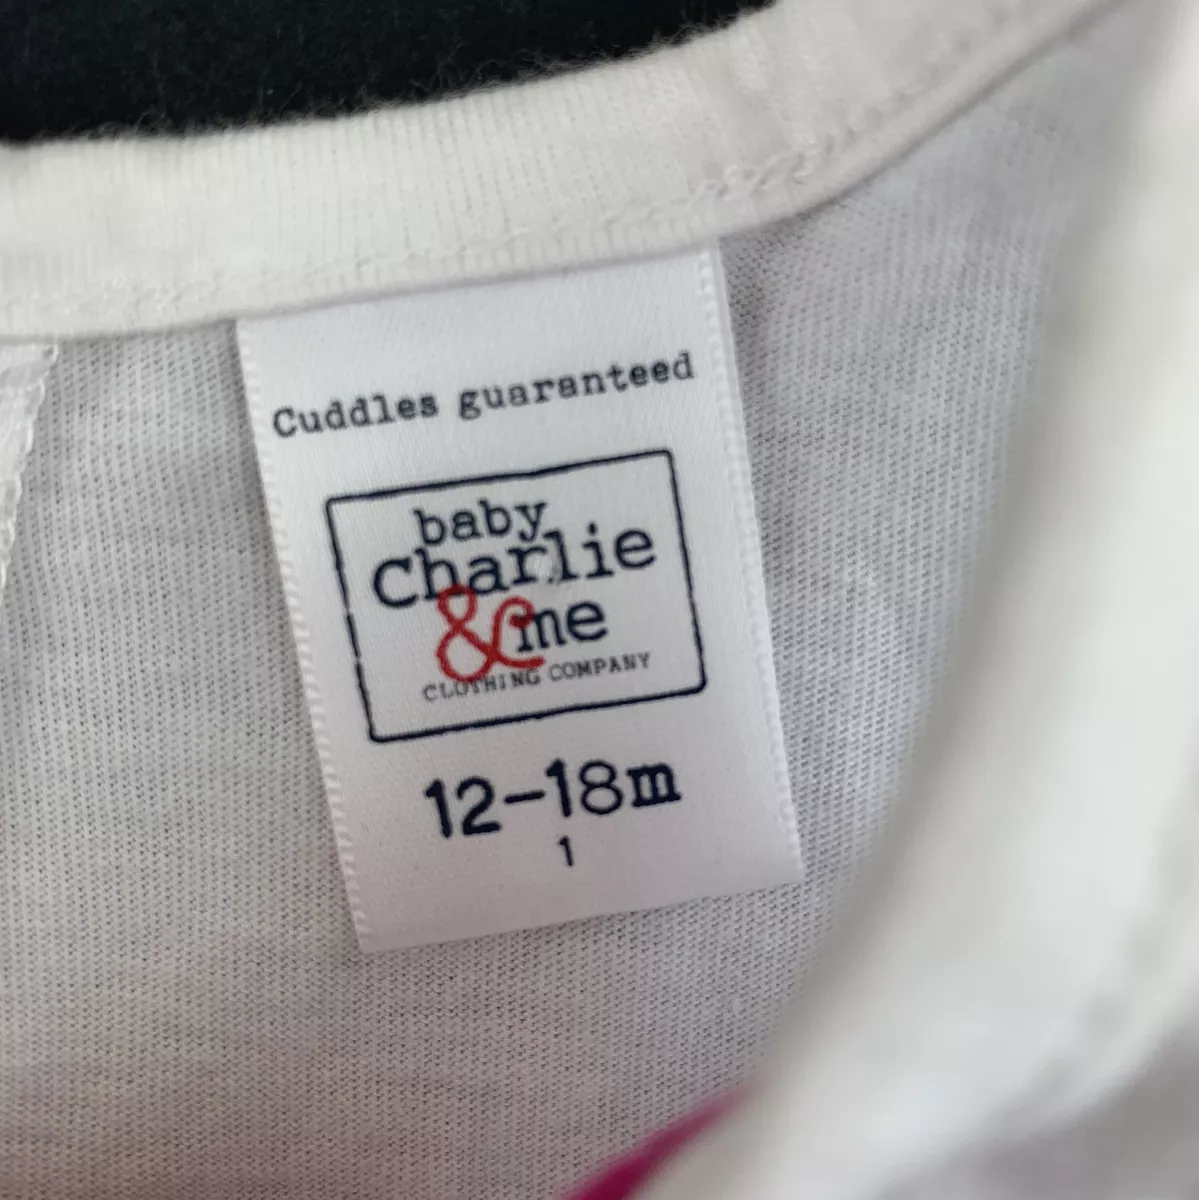 Cuddles guaranteed
baby
Charlie
&me
CLOTHING COMPANY
12-18m
1